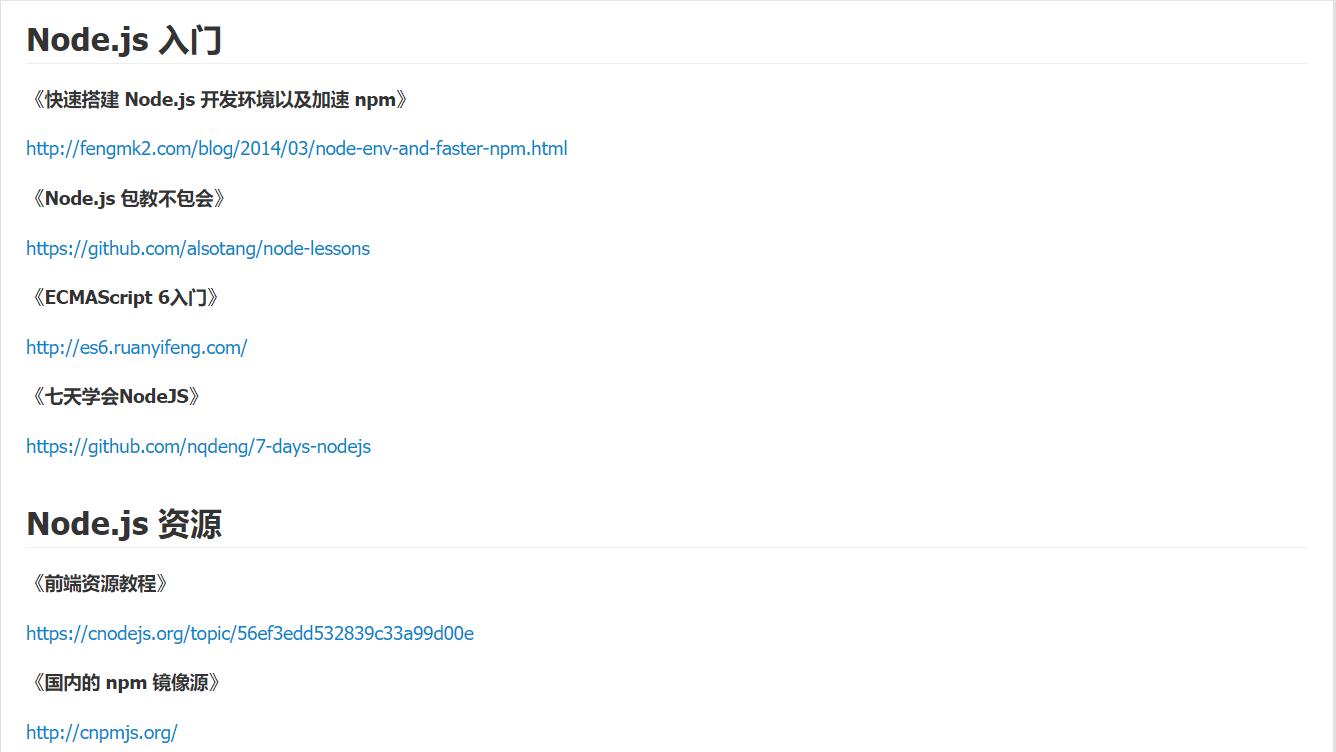 Node.js 入门
《快速搭建 Node.js 开发环境以及加速 npm》
http://fengmk2.com/blog/2014/03/node-env-and-faster-npm.html
《Node.js 包教不包会》
https://github.com/alsotang/node-lessons
《ECMAScript 6入门》
http://es6.ruanyifeng.com/
《七天学会NodeJS》
https://github.com/nqdeng/7-days-nodejs
Node.js 资源
《前端资源教程》
https://cnodejs.org/topic/56ef3edd532839c33a99d00e
《国内的 npm 镜像源》
http://cnpmjs.org/